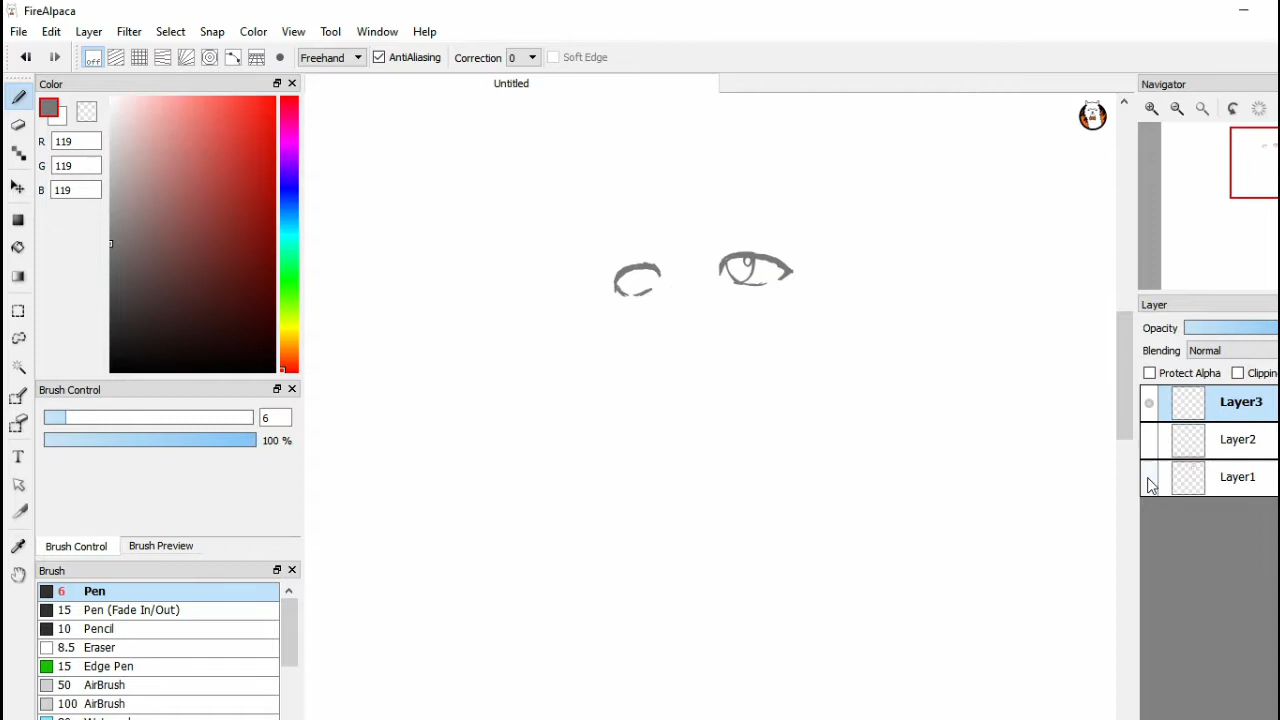 FireAlpaca
File Edit Layer Filter Select Snap Color View Tool Window Help
off Freehand AntiAliasing Correction 0 Soft Edge
Color Untitled Navigator
R 119
G 119
B 119
Layer
Opacity
Blending Normal
Protect Alpha Clippin
Brush Control
Layer3
6
Layer2
100 %
Layer1
T
Brush Control Brush Preview
Brush
6 Pen
15 Pen (Fade In/Out)
10 Pencil
8.5 Eraser
15 Edge Pen
50 AirBrush
100 AirBrush